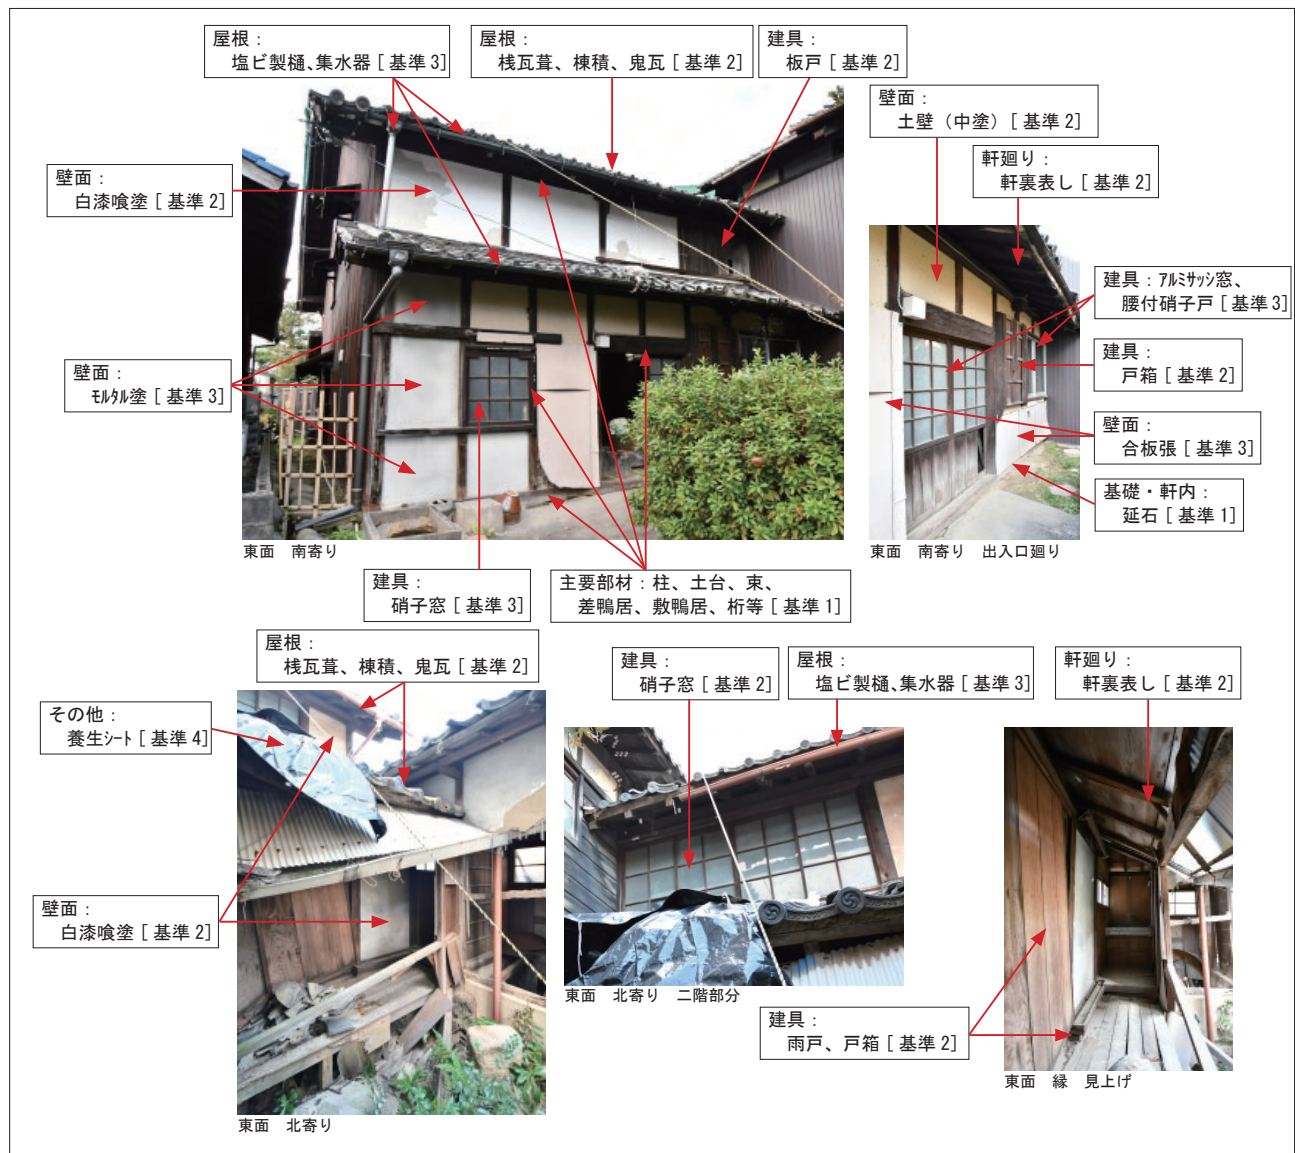 屋根：
塩ビ製樋、集水器［基準 3］
屋根：
桟瓦葺、棟積、鬼瓦［基準 2］
建具：
板戸［基準 2］
壁面：
土壁（中塗）［基準 2］
軒廻り：
軒裏表し［基準 2］
壁面：
白漆喰塗［基準 2］
建具：ｱﾙﾐｻｯｼ窓、
腰付硝子戸［基準 3］
建具：
戸箱［基準 2］
壁面：
ﾓﾙﾀﾙ塗［基準 3］
壁面：
合板張［基準 3］
基礎・軒内：
延石［基準 1］
東面　南寄り
東面　南寄り　出入口廻り
建具：
硝子窓［基準 3］
主要部材：柱、土台、束、
差鴨居、敷鴨居、桁等［基準 1］
屋根：
桟瓦葺、棟積、鬼瓦［基準 2］
建具：
硝子窓［基準 2］
屋根：
塩ビ製樋、集水器［基準 3］
軒廻り：
軒裏表し［基準 2］
その他：
養生ｼｰﾄ［基準 4］
壁面：
白漆喰塗［基準 2］
東面　北寄り　二階部分
建具：
雨戸、戸箱［基準 2］
東面　縁　見上げ
東面　北寄り